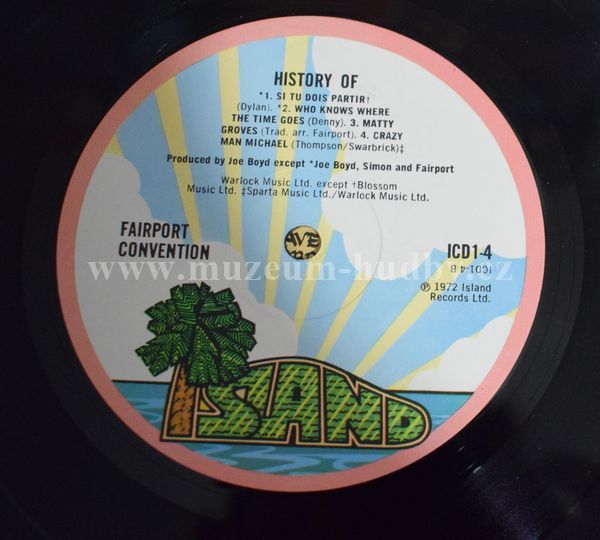 HISTORY OF
*1. SI TU DOIS PARTIR†
(Dylan). *2. WHO KNOWS WHERE
THE TIME GOES (Denny). 3. MATTY
GROVES (Trad. arr. Fairport). 4. CRAZY
MAN MICHAEL (Thompson/Swarbrick)‡
Produced by Joe Boyd except *Joe Boyd, Simon and Fairport
Warlock Music Ltd. except †Blossom
Music Ltd. ‡Sparta Music Ltd./Warlock Music Ltd.
FAIRPORT
CONVENTION
ICD1-4
ICD1-4 B
℗ 1972 Island
Records Ltd.
www.muzeum-hudby.cz
ISLAND